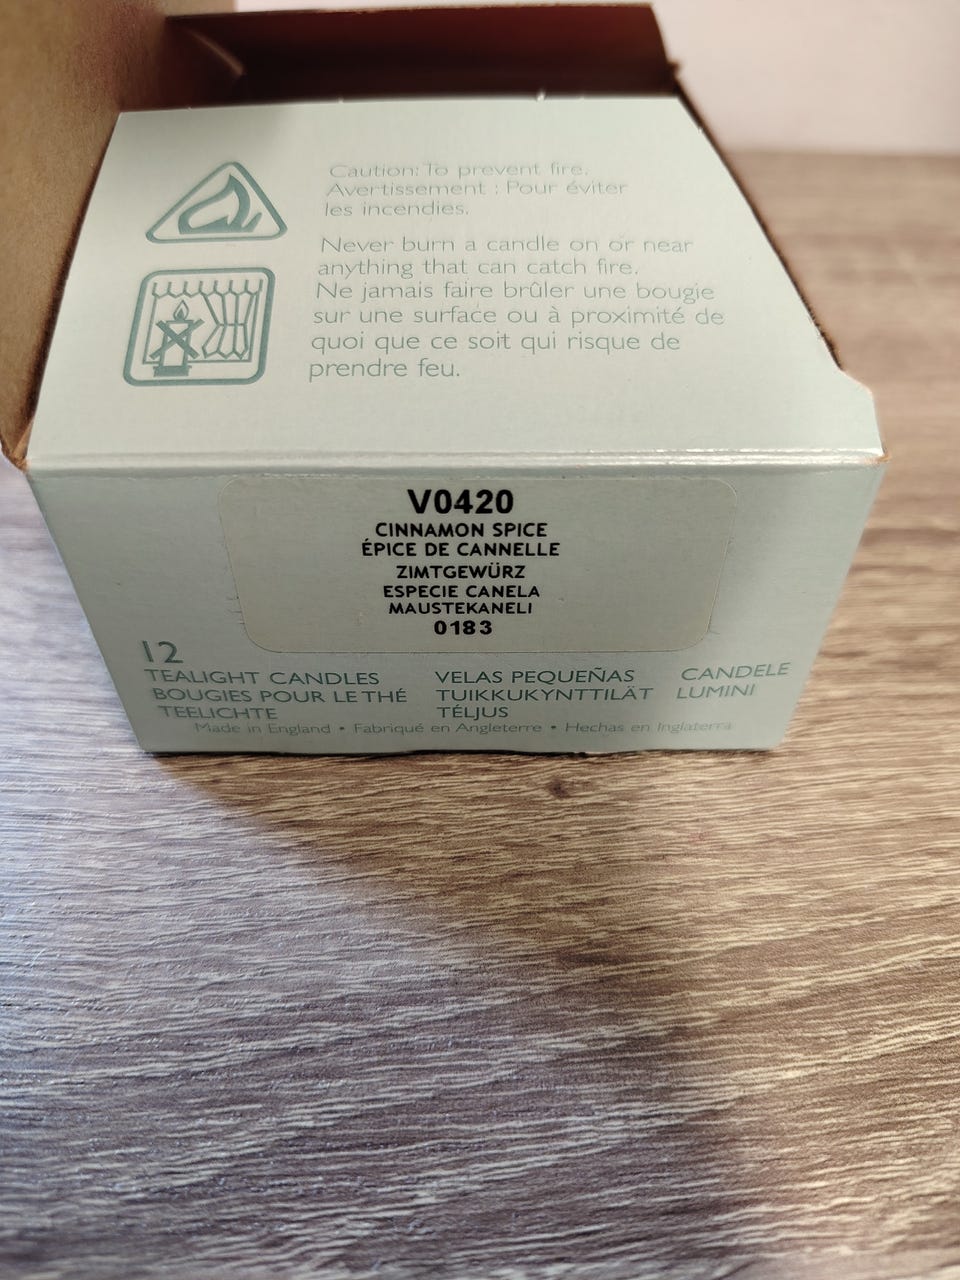 Caution: To prevent fire.
Avertissement : Pour éviter
les incendies.
Never burn a candle on or near
anything that can catch fire.
Ne jamais faire brûler une bougie
sur une surface ou à proximité de
quoi que ce soit qui risque de
prendre feu.
V0420
CINNAMON SPICE
ÉPICE DE CANNELLE
ZIMTGEWÜRZ
ESPECIE CANELA
MAUSTEKANELI
0183
12
TEALIGHT CANDLES
BOUGIES POUR LE THÉ
TEELICHTE
VELAS PEQUEÑAS
TUIKKUKYNTTILÄT
TÉLJUS
CANDELE
LUMINI
Made in England • Fabriqué en Angleterre • Hechas en Inglaterra